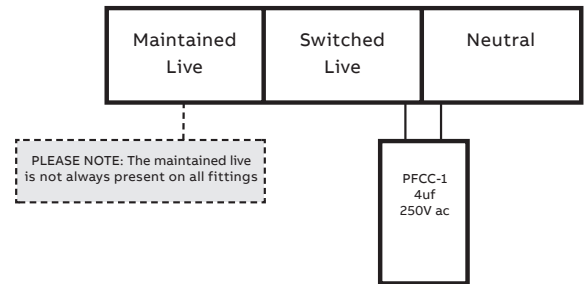 Maintained
Live
Switched
Live
Neutral
PLEASE NOTE: The maintained live
is not always present on all fittings
PFCC-1
4uf
250V ac